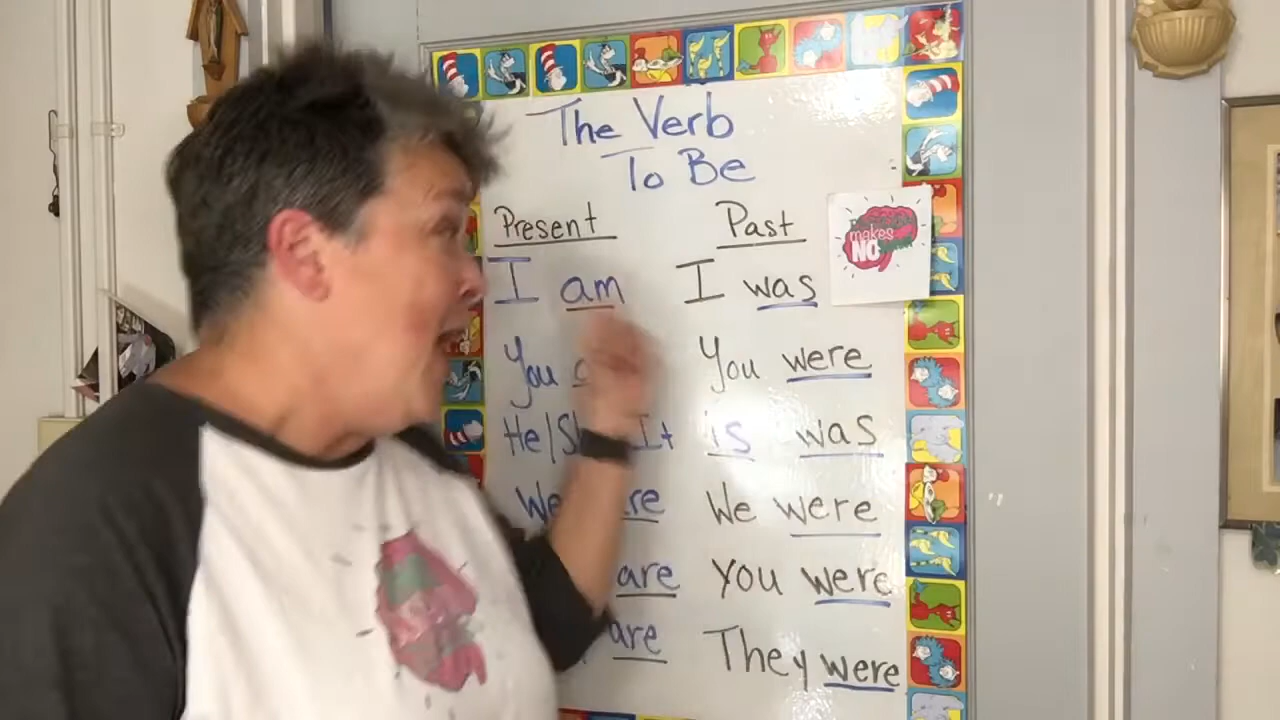 The Verb
To Be
Present Past
I am I was
You You were
He/S It is was
We are We were
are you were
are They were
makes
NO